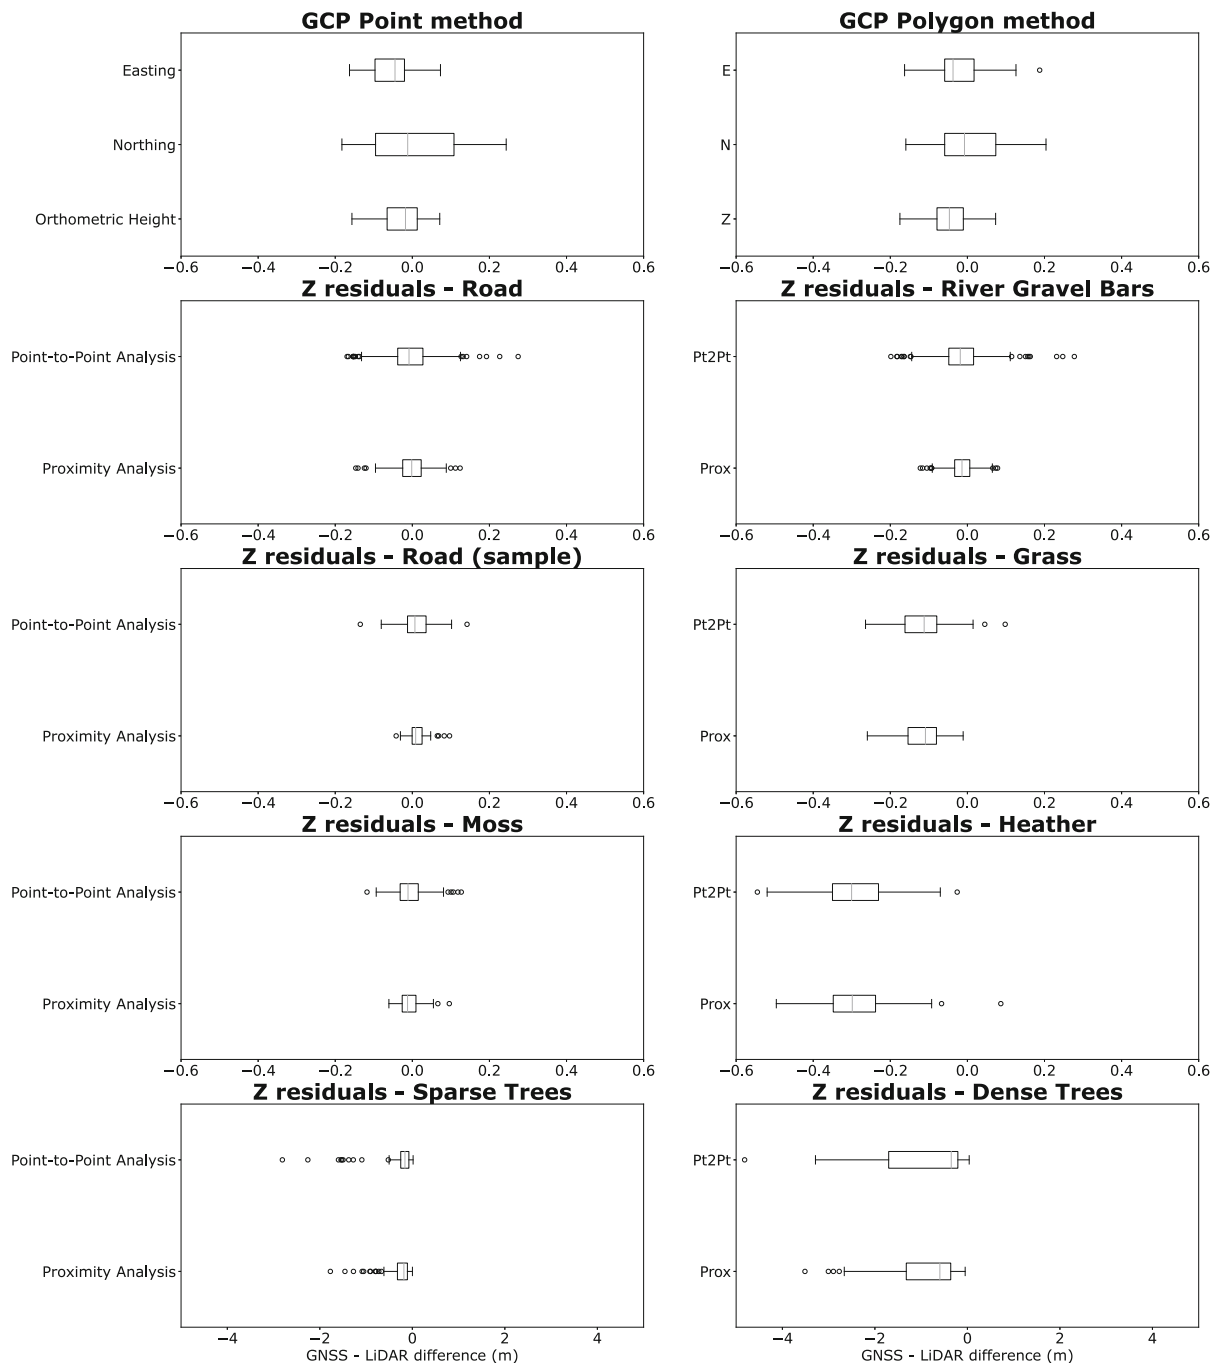 GCP Point method
Easting
Northing
Orthometric Height
−0.6 −0.4 −0.2 0.0 0.2 0.4 0.6
GCP Polygon method
E
N
Z
−0.6 −0.4 −0.2 0.0 0.2 0.4 0.6
Z residuals - Road
Point-to-Point Analysis
Proximity Analysis
−0.6 −0.4 −0.2 0.0 0.2 0.4 0.6
Z residuals - River Gravel Bars
Pt2Pt
Prox
−0.6 −0.4 −0.2 0.0 0.2 0.4 0.6
Z residuals - Road (sample)
Point-to-Point Analysis
Proximity Analysis
−0.6 −0.4 −0.2 0.0 0.2 0.4 0.6
Z residuals - Grass
Pt2Pt
Prox
−0.6 −0.4 −0.2 0.0 0.2 0.4 0.6
Z residuals - Moss
Point-to-Point Analysis
Proximity Analysis
−0.6 −0.4 −0.2 0.0 0.2 0.4 0.6
Z residuals - Heather
Pt2Pt
Prox
−0.6 −0.4 −0.2 0.0 0.2 0.4 0.6
Z residuals - Sparse Trees
Point-to-Point Analysis
Proximity Analysis
−4 −2 0 2 4
GNSS - LiDAR difference (m)
Z residuals - Dense Trees
Pt2Pt
Prox
−4 −2 0 2 4
GNSS - LiDAR difference (m)